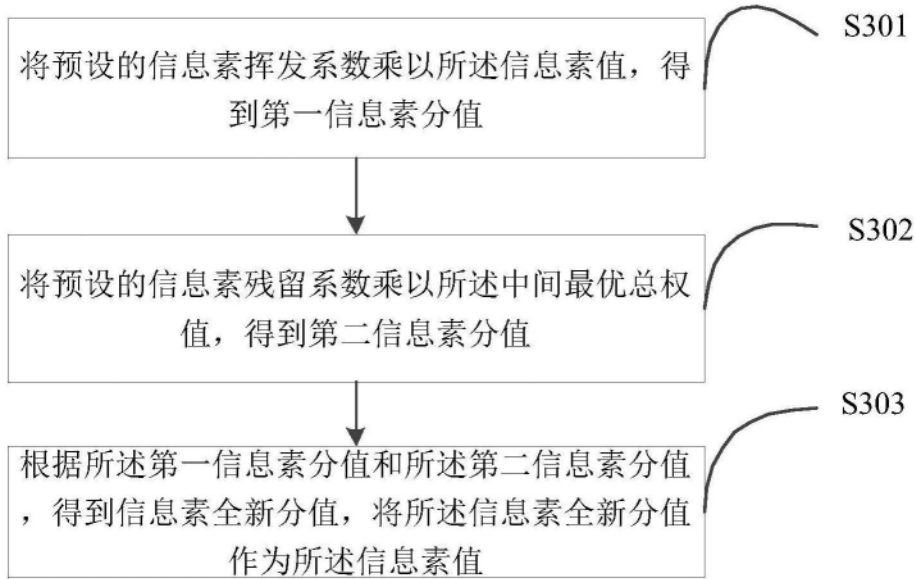 将预设的信息素挥发系数乘以所述信息素值，得
到第一信息素分值
S301
将预设的信息素残留系数乘以所述中间最优总权
值，得到第二信息素分值
S302
根据所述第一信息素分值和所述第二信息素分值
，得到信息素全新分值，将所述信息素全新分值
作为所述信息素值
S303